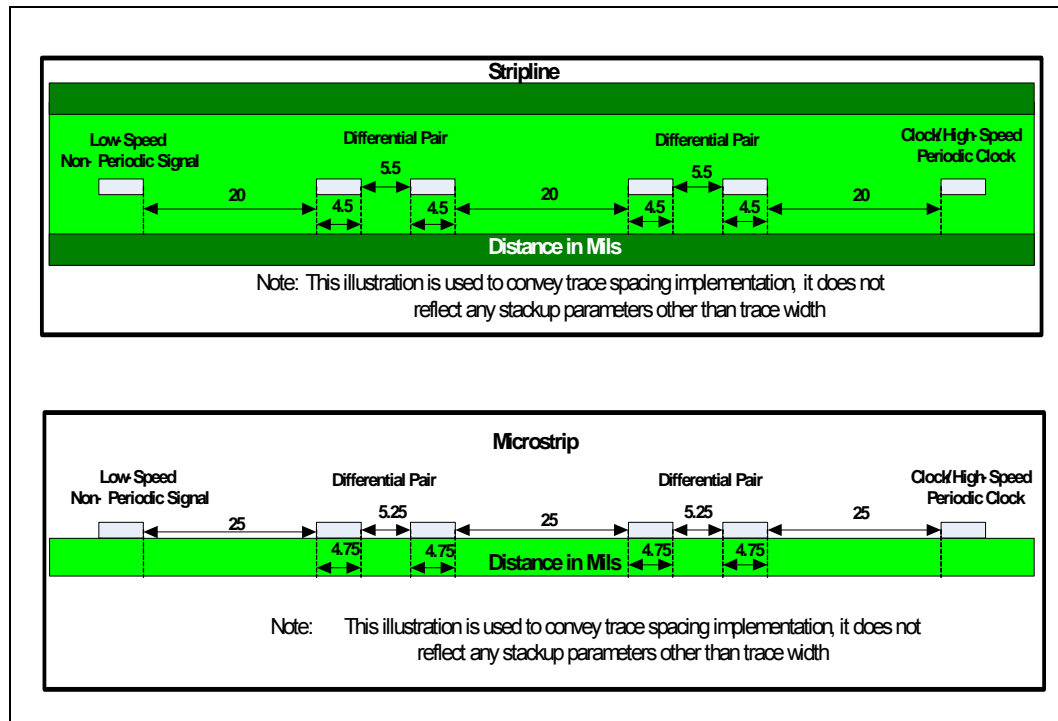 Stripline
Low-Speed
Non- Periodic Signal
Differential Pair
Differential Pair
Clock/High-Speed
Periodic Clock
5.5
5.5
20
4.5
4.5
20
4.5
4.5
20
Distance in Mils
Note: This illustration is used to convey trace spacing implementation, it does not
reflect any stackup parameters other than trace width
Microstrip
Low-Speed
Non- Periodic Signal
Differential Pair
Differential Pair
Clock/High-Speed
Periodic Clock
25
5.25
25
5.25
25
4.75
4.75
Distance in Mils
4.75
4.75
Note: This illustration is used to convey trace spacing implementation, it does not
reflect any stackup parameters other than trace width